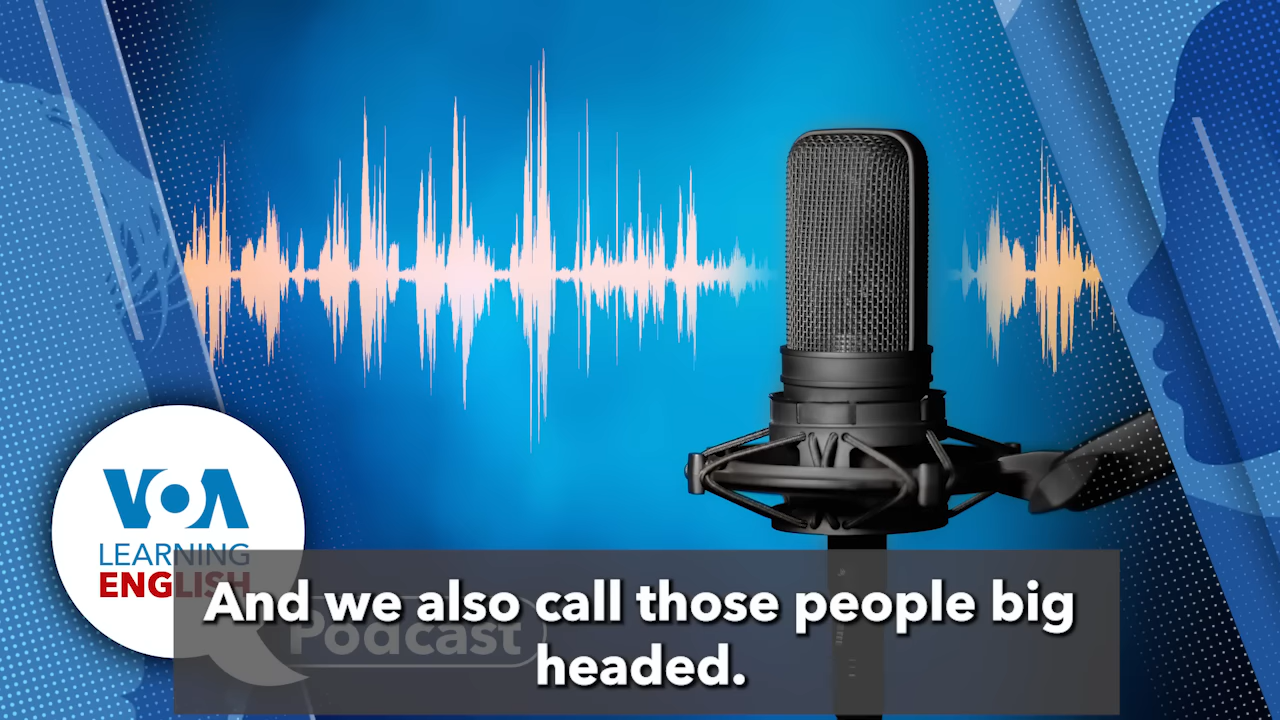 VOA
LEARNING
ENGLISH
Podcast
And we also call those people big
headed.